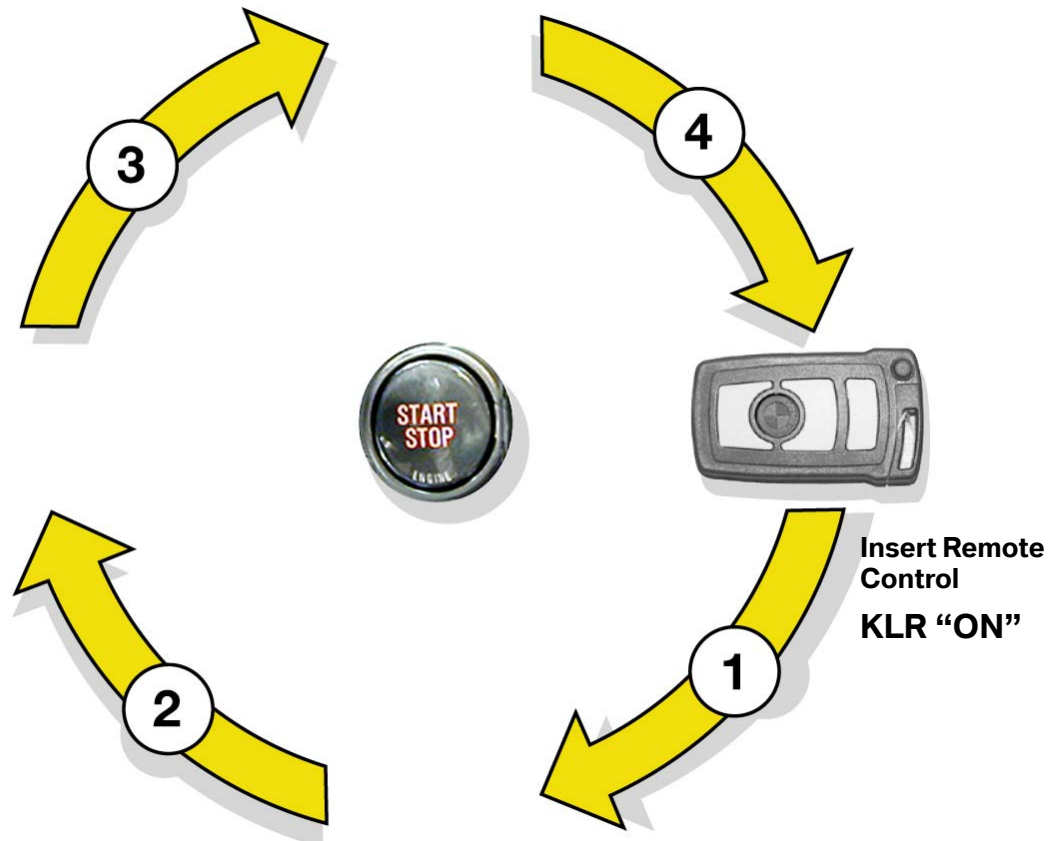 3
4
START
STOP
ENGINE
Insert Remote
Control
KLR “ON”
1
2